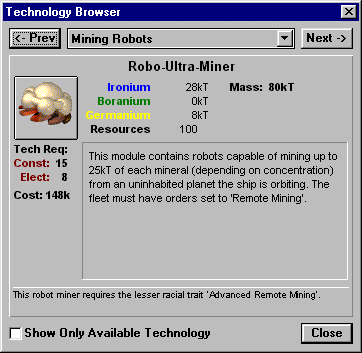 Technology Browser
<- Prev Mining Robots Next ->
Robo-Ultra-Miner
Ironium 28kT Mass: 80kT
Boranium 0kT
Germanium 8kT
Resources 100
Tech Req:
Const: 15
Elect: 8
Cost: 148k
This module contains robots capable of mining up to
25kT of each mineral (depending on concentration)
from an uninhabited planet the ship is orbiting. The
fleet must have orders set to 'Remote Mining'.
This robot miner requires the lesser racial trait 'Advanced Remote Mining'.
Show Only Available Technology
Close